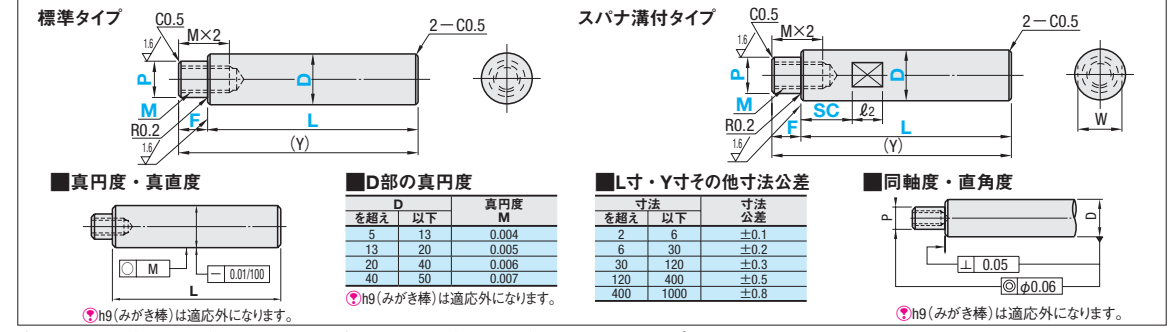 標準タイプ
C0.5
M×2
2−C0.5
1.6
P
D
M
R0.2
F
L
1.6
(Y)
スパナ溝付タイプ
C0.5
M×2
2−C0.5
1.6
P
D
M
SC
ℓ2
W
R0.2
F
L
1.6
(Y)
■真円度・真直度
○ M
— 0.01/100
L
h9(みがき棒)は適応外になります。
■D部の真円度
D 真円度
を超え 以下 M
5 13 0.004
13 20 0.005
20 40 0.006
40 50 0.007
h9(みがき棒)は適応外になります。
■L寸・Y寸その他寸法公差
寸法 寸法
を超え 以下 公差
2 6 ±0.1
6 30 ±0.2
30 120 ±0.3
120 400 ±0.5
400 1000 ±0.8
■同軸度・直角度
P
D
⊥ 0.05
◎ φ0.06
h9(みがき棒)は適応外になります。